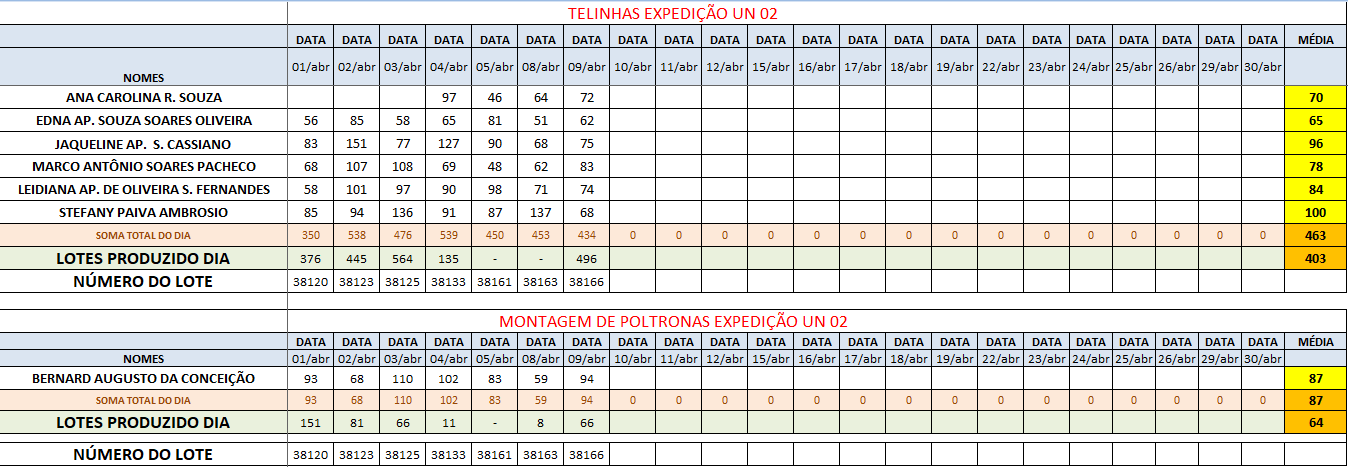 TELINHAS EXPEDIÇÃO UN 02
DATA DATA DATA DATA DATA DATA DATA DATA DATA DATA DATA DATA DATA DATA DATA DATA DATA DATA DATA DATA DATA DATA MÉDIA
NOMES 01/abr 02/abr 03/abr 04/abr 05/abr 08/abr 09/abr 10/abr 11/abr 12/abr 15/abr 16/abr 17/abr 18/abr 19/abr 22/abr 23/abr 24/abr 25/abr 26/abr 29/abr 30/abr
ANA CAROLINA R. SOUZA 97 46 64 72 70
EDNA AP. SOUZA SOARES OLIVEIRA 56 85 58 65 81 51 62 65
JAQUELINE AP. S. CASSIANO 83 151 77 127 90 68 75 96
MARCO ANTÔNIO SOARES PACHECO 68 107 108 69 48 62 83 78
LEIDIANA AP. DE OLIVEIRA S. FERNANDES 58 101 97 90 98 71 74 84
STEFANY PAIVA AMBROSIO 85 94 136 91 87 137 68 100
SOMA TOTAL DO DIA 350 538 476 539 450 453 434 0 0 0 0 0 0 0 0 0 0 0 0 0 0 0 463
LOTES PRODUZIDO DIA 376 445 564 135 - - 496 403
NÚMERO DO LOTE 38120 38123 38125 38133 38161 38163 38166
MONTAGEM DE POLTRONAS EXPEDIÇÃO UN 02
DATA DATA DATA DATA DATA DATA DATA DATA DATA DATA DATA DATA DATA DATA DATA DATA DATA DATA DATA DATA DATA DATA MÉDIA
NOMES 01/abr 02/abr 03/abr 04/abr 05/abr 08/abr 09/abr 10/abr 11/abr 12/abr 15/abr 16/abr 17/abr 18/abr 19/abr 22/abr 23/abr 24/abr 25/abr 26/abr 29/abr 30/abr
BERNARD AUGUSTO DA CONCEIÇÃO 93 68 110 102 83 59 94 87
SOMA TOTAL DO DIA 93 68 110 102 83 59 94 0 0 0 0 0 0 0 0 0 0 0 0 0 0 0 87
LOTES PRODUZIDO DIA 151 81 66 11 - 8 66 64
NÚMERO DO LOTE 38120 38123 38125 38133 38161 38163 38166